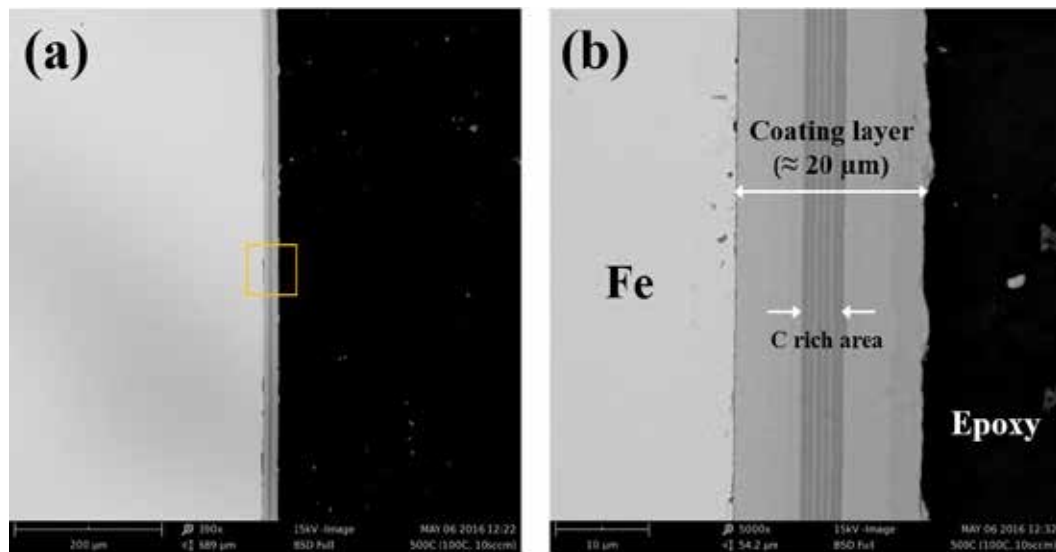 (a)
200 µm
390x
689 µm
15kV -Image
BSD Full
MAY 06 2016 12:22
500C (100C, 10sccm)
(b)
Coating layer
(≈ 20 µm)
Fe
C rich area
Epoxy
10 µm
5000x
54.2 µm
15kV -Image
BSD Full
MAY 06 2016 12:32
500C (100C, 10sccm)